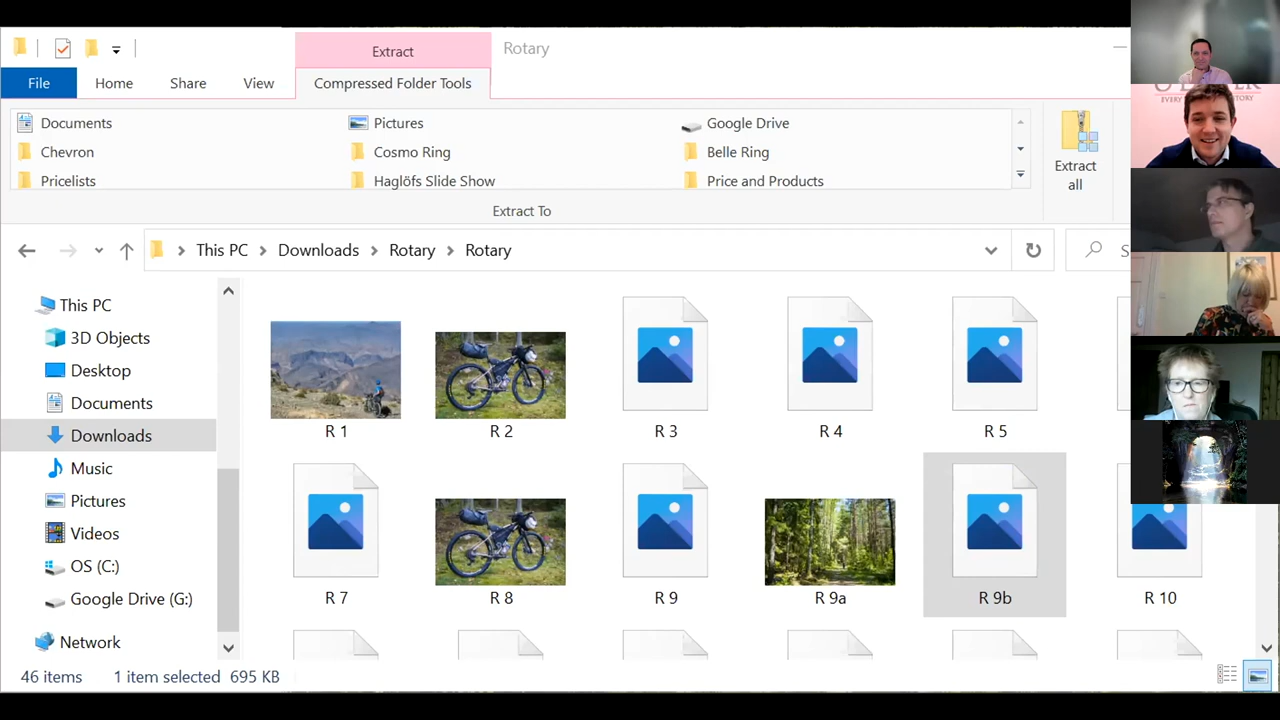 Extract
Rotary
File
Home
Share
View
Compressed Folder Tools
Documents
Pictures
Google Drive
Chevron
Cosmo Ring
Belle Ring
Pricelists
Haglöfs Slide Show
Price and Products
Extract
all
Extract To
This PC
Downloads
Rotary
Rotary
S
This PC
3D Objects
Desktop
Documents
Downloads
Music
Pictures
Videos
OS (C:)
Google Drive (G:)
Network
R 1
R 2
R 3
R 4
R 5
R 7
R 8
R 9
R 9a
R 9b
R 10
46 items
1 item selected 695 KB